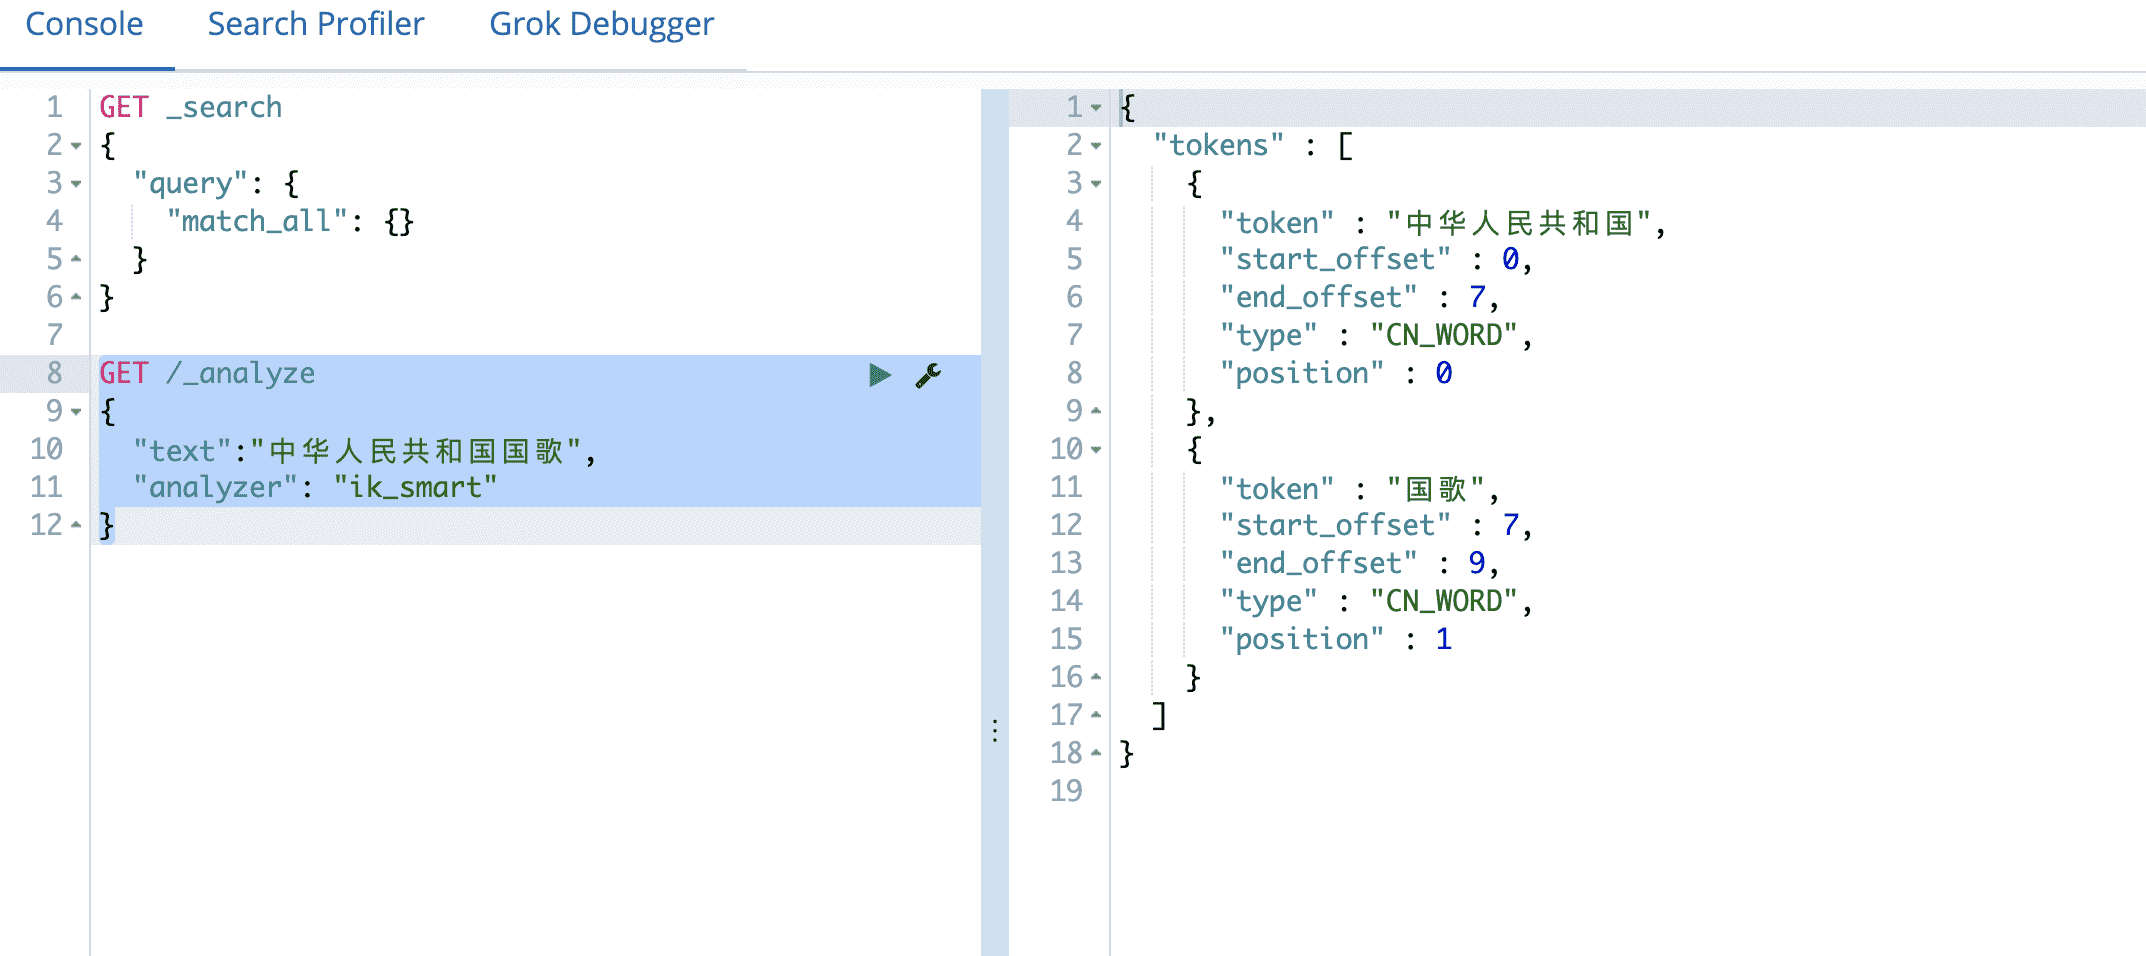 Console Search Profiler Grok Debugger
1 GET _search
2 {
3 "query": {
4 "match_all": {}
5 }
6 }
7
8 GET /_analyze
9 {
10 "text":"中华人民共和国国歌",
11 "analyzer": "ik_smart"
12 }
1 {
2 "tokens" : [
3 {
4 "token" : "中华人民共和国",
5 "start_offset" : 0,
6 "end_offset" : 7,
7 "type" : "CN_WORD",
8 "position" : 0
9 },
10 {
11 "token" : "国歌",
12 "start_offset" : 7,
13 "end_offset" : 9,
14 "type" : "CN_WORD",
15 "position" : 1
16 }
17 ]
18 }
19